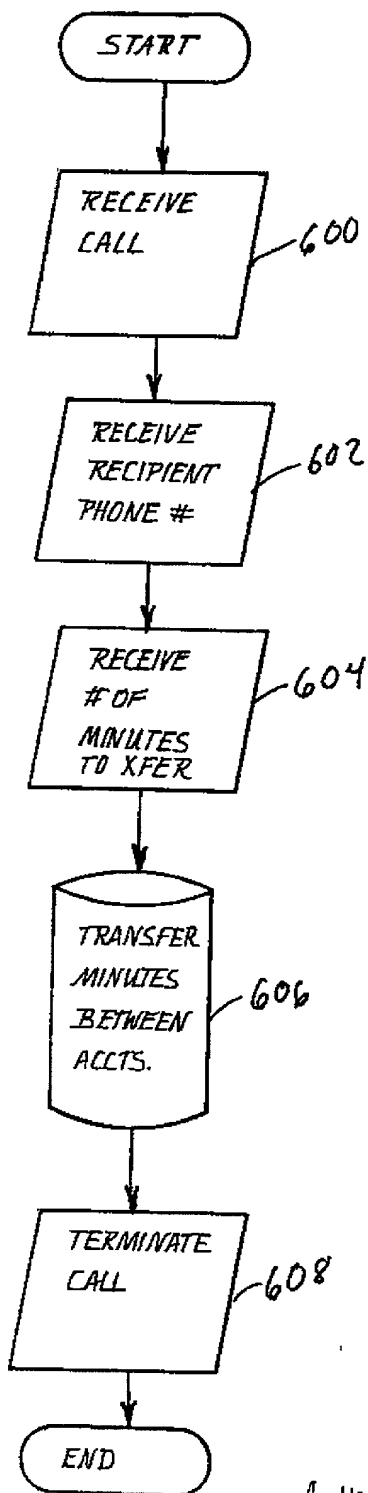 START
RECEIVE
CALL
600
RECEIVE
RECIPIENT
PHONE #
602
RECEIVE
# OF
MINUTES
TO XFER
604
TRANSFER
MINUTES
BETWEEN
ACCTS.
606
TERMINATE
CALL
608
END